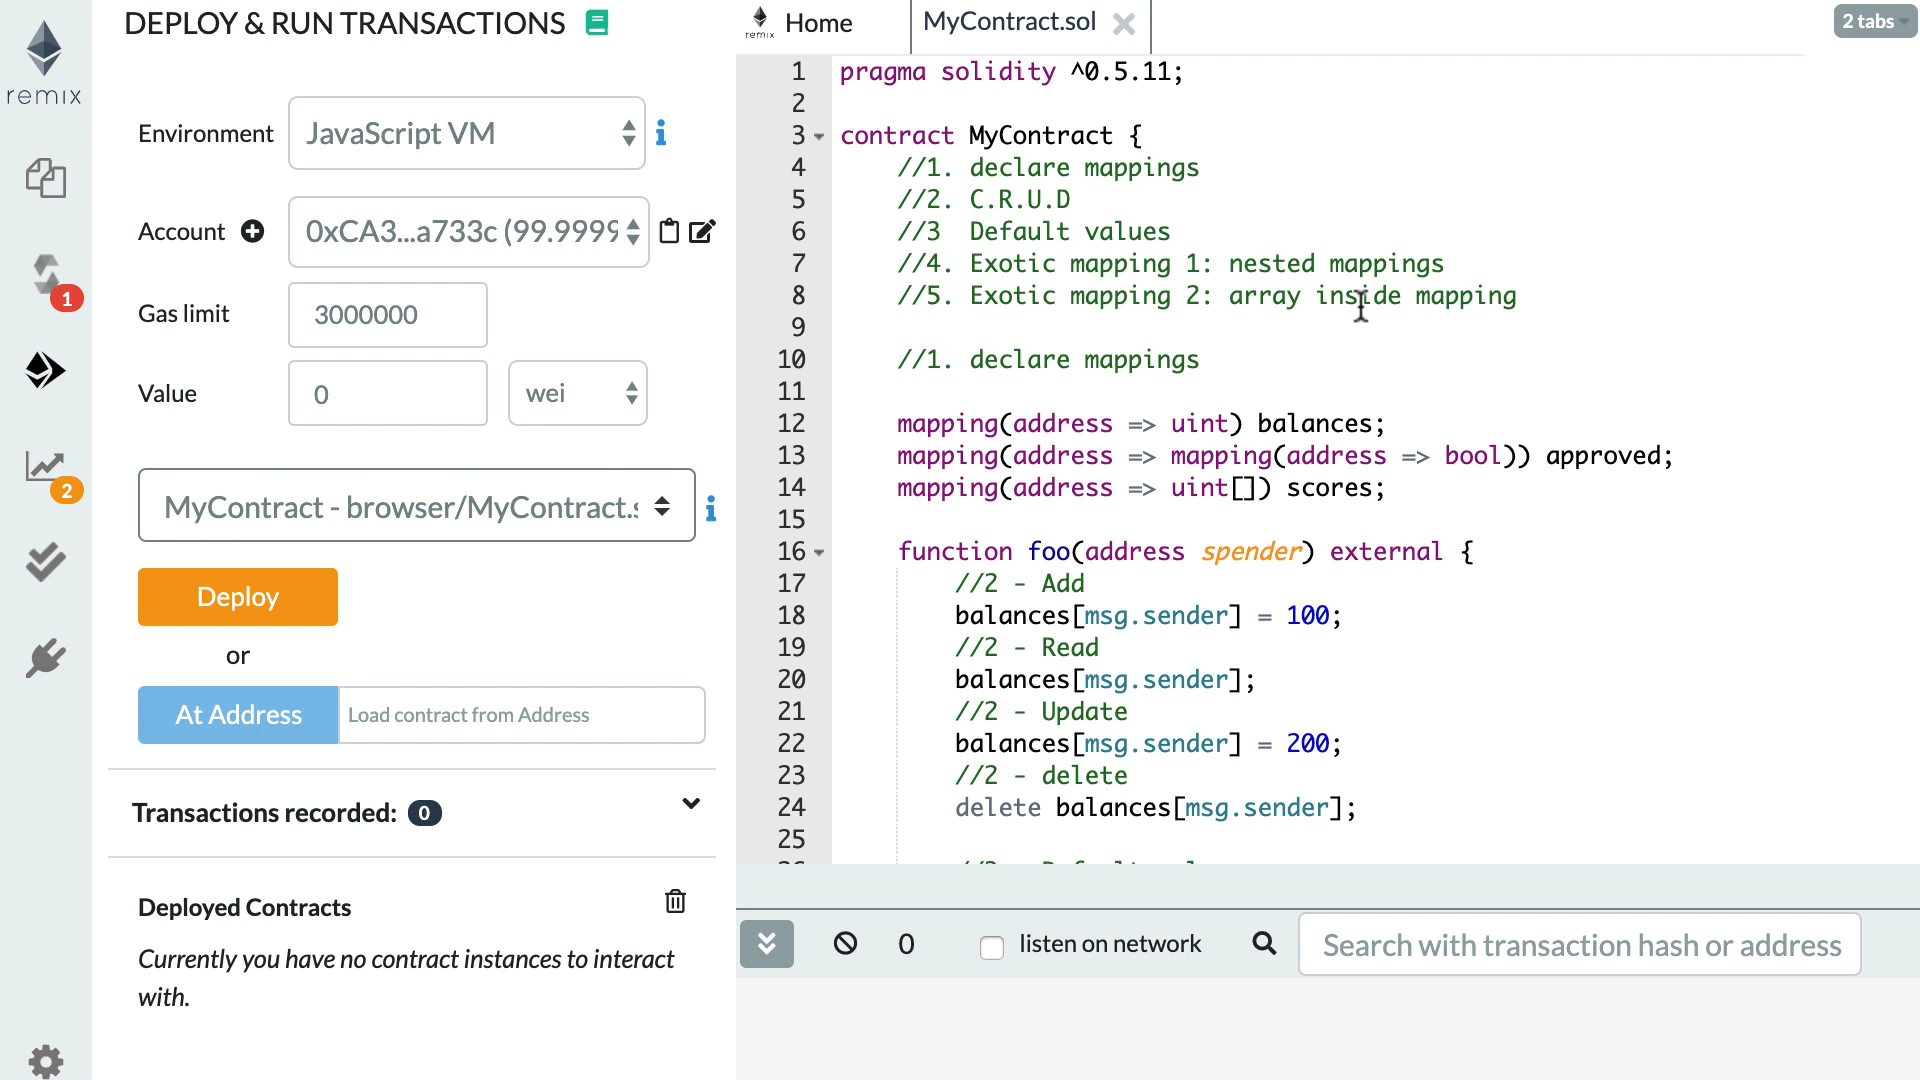 remix
1
2
DEPLOY & RUN TRANSACTIONS
Environment
JavaScript VM
Account
0xCA3...a733c (99.9999
Gas limit
3000000
Value
0
wei
MyContract - browser/MyContract.s
Deploy
or
At Address
Load contract from Address
Transactions recorded: 0
Deployed Contracts
Currently you have no contract instances to interact
with.
remix
Home
MyContract.sol
2 tabs
1 pragma solidity ^0.5.11;
2
3 contract MyContract {
4 //1. declare mappings
5 //2. C.R.U.D
6 //3  Default values
7 //4. Exotic mapping 1: nested mappings
8 //5. Exotic mapping 2: array inside mapping
9
10 //1. declare mappings
11
12 mapping(address => uint) balances;
13 mapping(address => mapping(address => bool)) approved;
14 mapping(address => uint[]) scores;
15
16 function foo(address spender) external {
17 //2 - Add
18 balances[msg.sender] = 100;
19 //2 - Read
20 balances[msg.sender];
21 //2 - Update
22 balances[msg.sender] = 200;
23 //2 - delete
24 delete balances[msg.sender];
25
0
listen on network
Search with transaction hash or address